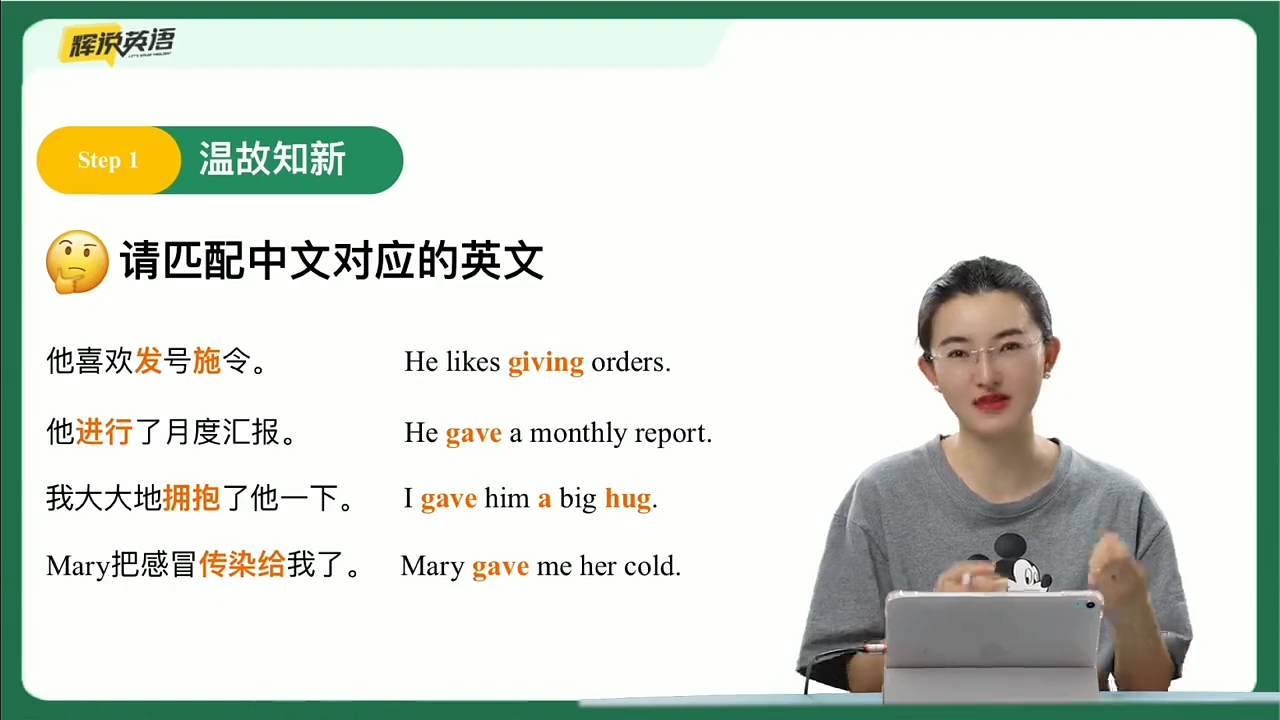 辉说英语
LET'S SPEAK ENGLISH
Step 1 温故知新
请匹配中文对应的英文
他喜欢发号施令。 He likes giving orders.
他进行了月度汇报。 He gave a monthly report.
我大大地拥抱了他一下。 I gave him a big hug.
Mary把感冒传染给我了。 Mary gave me her cold.